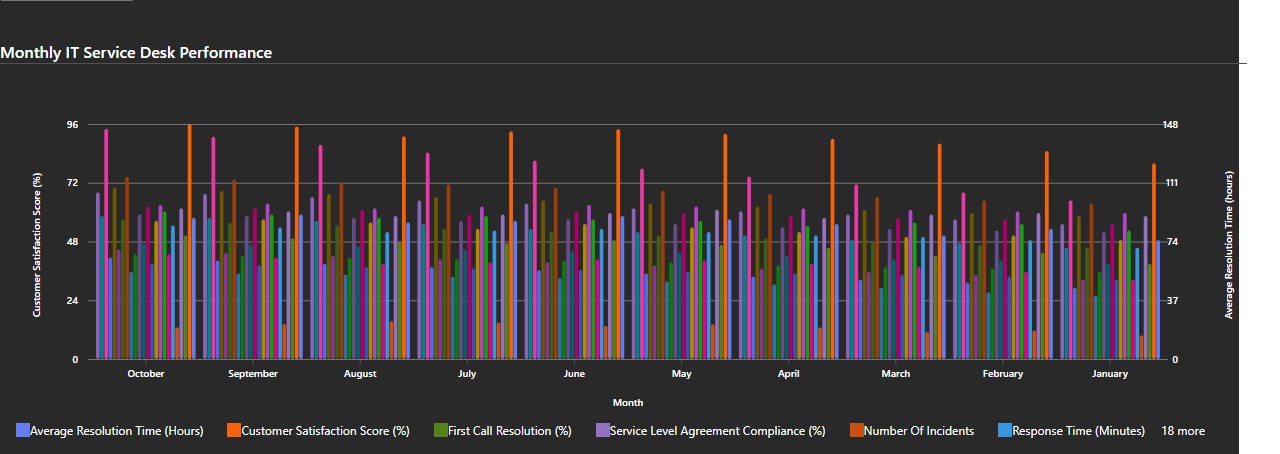 Monthly IT Service Desk Performance
96
72
48
24
0
Customer Satisfaction Score (%)
148
111
74
37
0
Average Resolution Time (hours)
October September August July June May April March February January
Month
Average Resolution Time (Hours) Customer Satisfaction Score (%) First Call Resolution (%) Service Level Agreement Compliance (%) Number Of Incidents Response Time (Minutes) 18 more